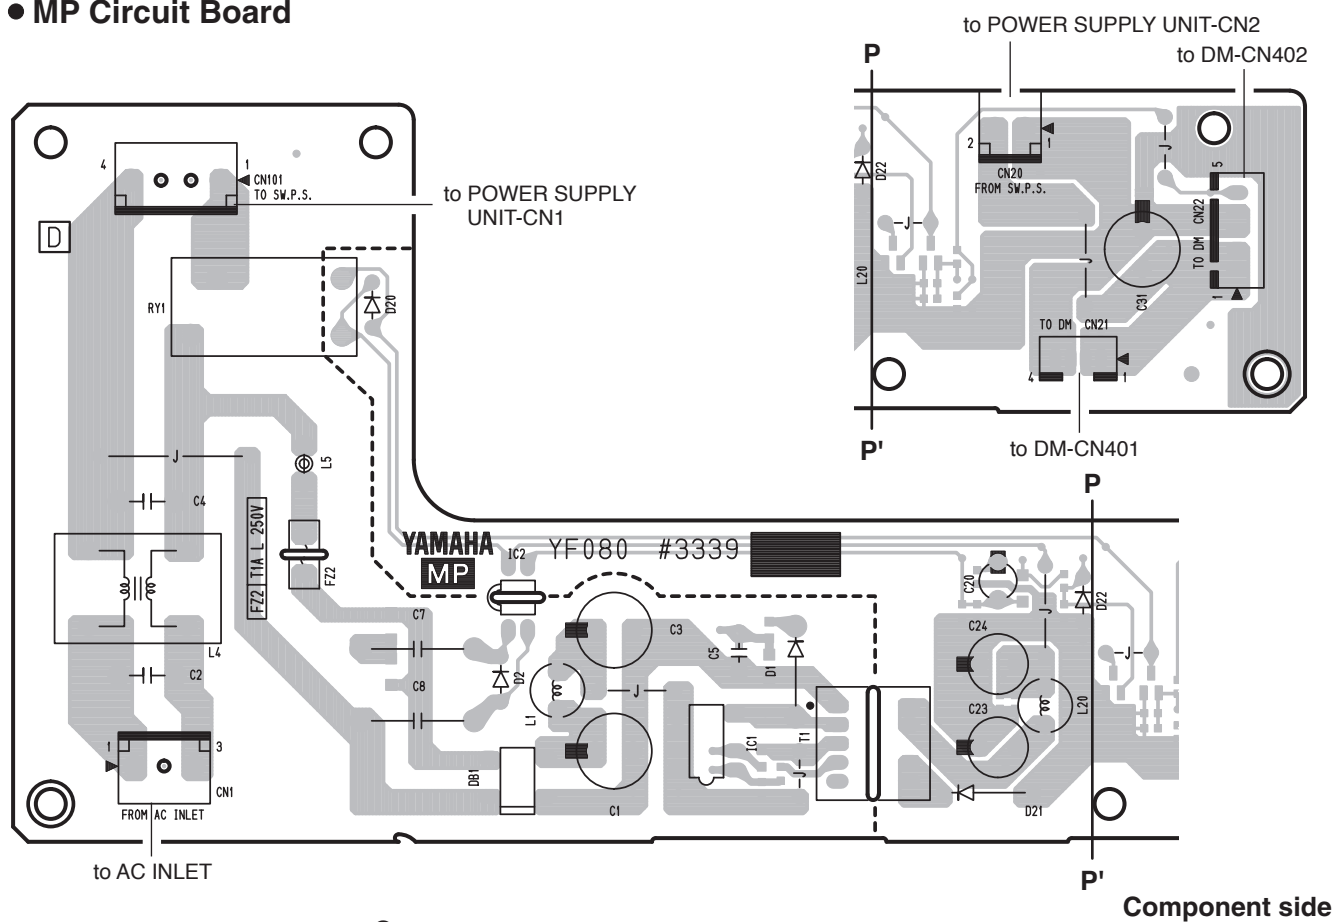 ● MP Circuit Board
to POWER SUPPLY UNIT-CN2
P
to DM-CN402
4
1
CN101
TO SW.P.S.
to POWER SUPPLY
UNIT-CN1
D
RY1
D20
D22
2
1
CN20
FROM SW.P.S.
J
5
CN22
TO DM
1
J
L20
J
C31
TO DM CN21
4
1
P'
to DM-CN401
J
L5
C4
FZ2 T1A L 250V
FZ2
L4
C2
1
3
CN1
FROM AC INLET
to AC INLET
YAMAHA
MP
IC2
YF080 #3339
C7
C8
D2
L1
J
C3
C5
D1
DB1
C1
IC1
J
T1
P
C20
J
D22
C24
C23
L20
J
D21
P'
Component side